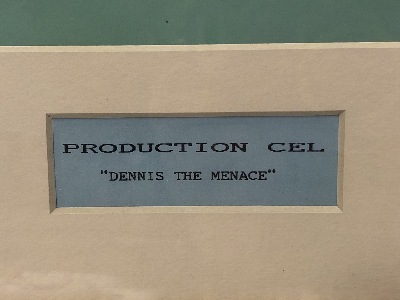 PRODUCTION CEL
"DENNIS THE MENACE"